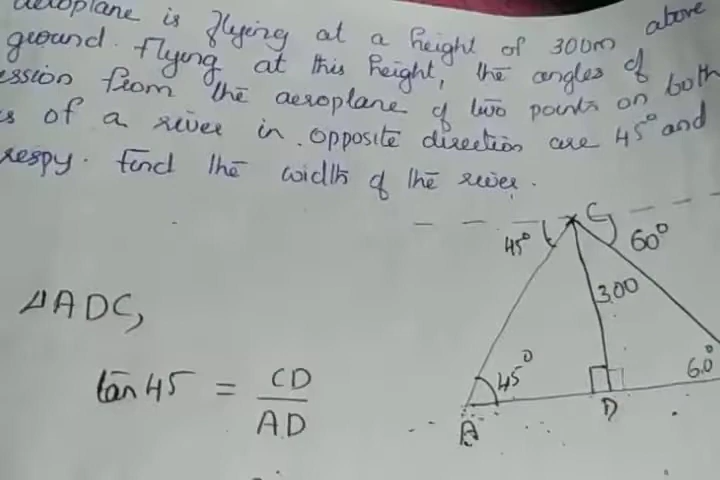 aeroplane is flying at a height of 300m above
ground. Flying at this height, the angles of
ession from the aeroplane of two points on both
s of a river in opposite direction are 45° and
respy. find the width of the river.
C
45°
60°
300
ΔADC,
tan 45 = CD / AD
45°
60°
A
D